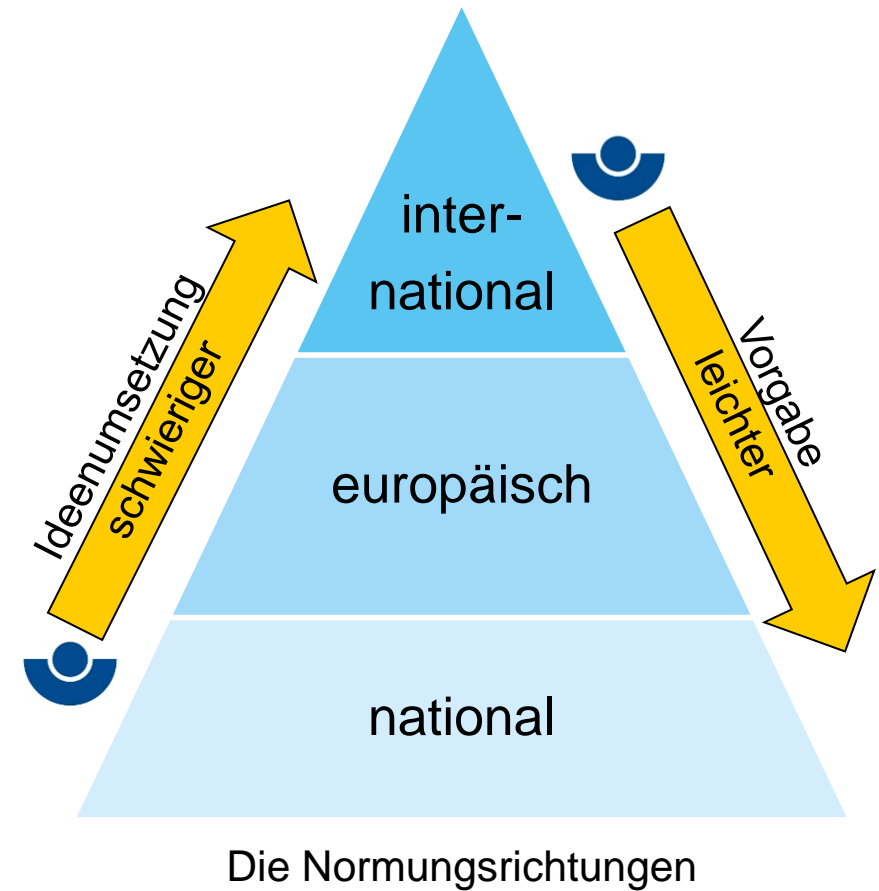 inter-
national
Ideenumsetzung
schwieriger
Vorgabe
leichter
europäisch
national
Die Normungsrichtungen